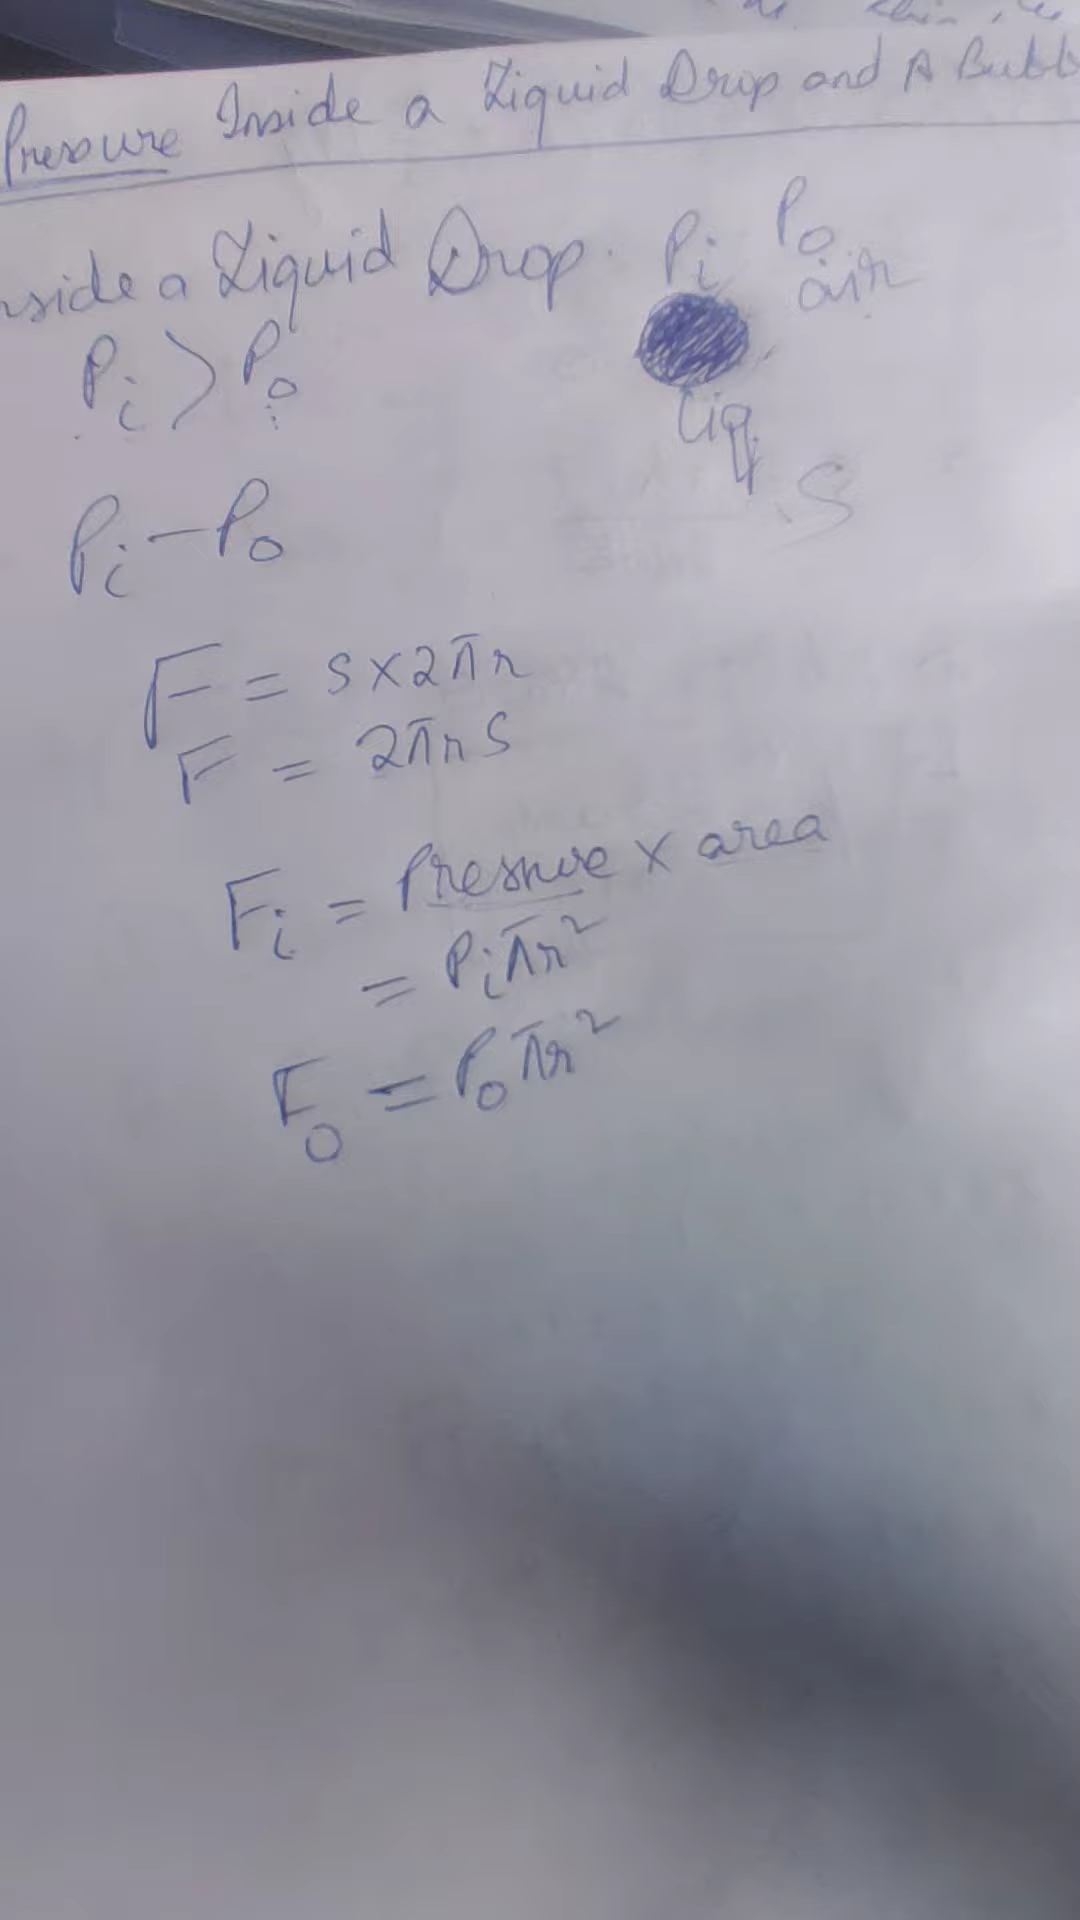 Pressure Inside a Liquid Drop and A Bubb
nside a Liquid Drop.
Pi Po
air
Pi > Po
Liq.
S
Pi - Po
F = S × 2πr
F = 2πrS
Fi = Pressure × area
= Piπr²
Fo = Poπr²